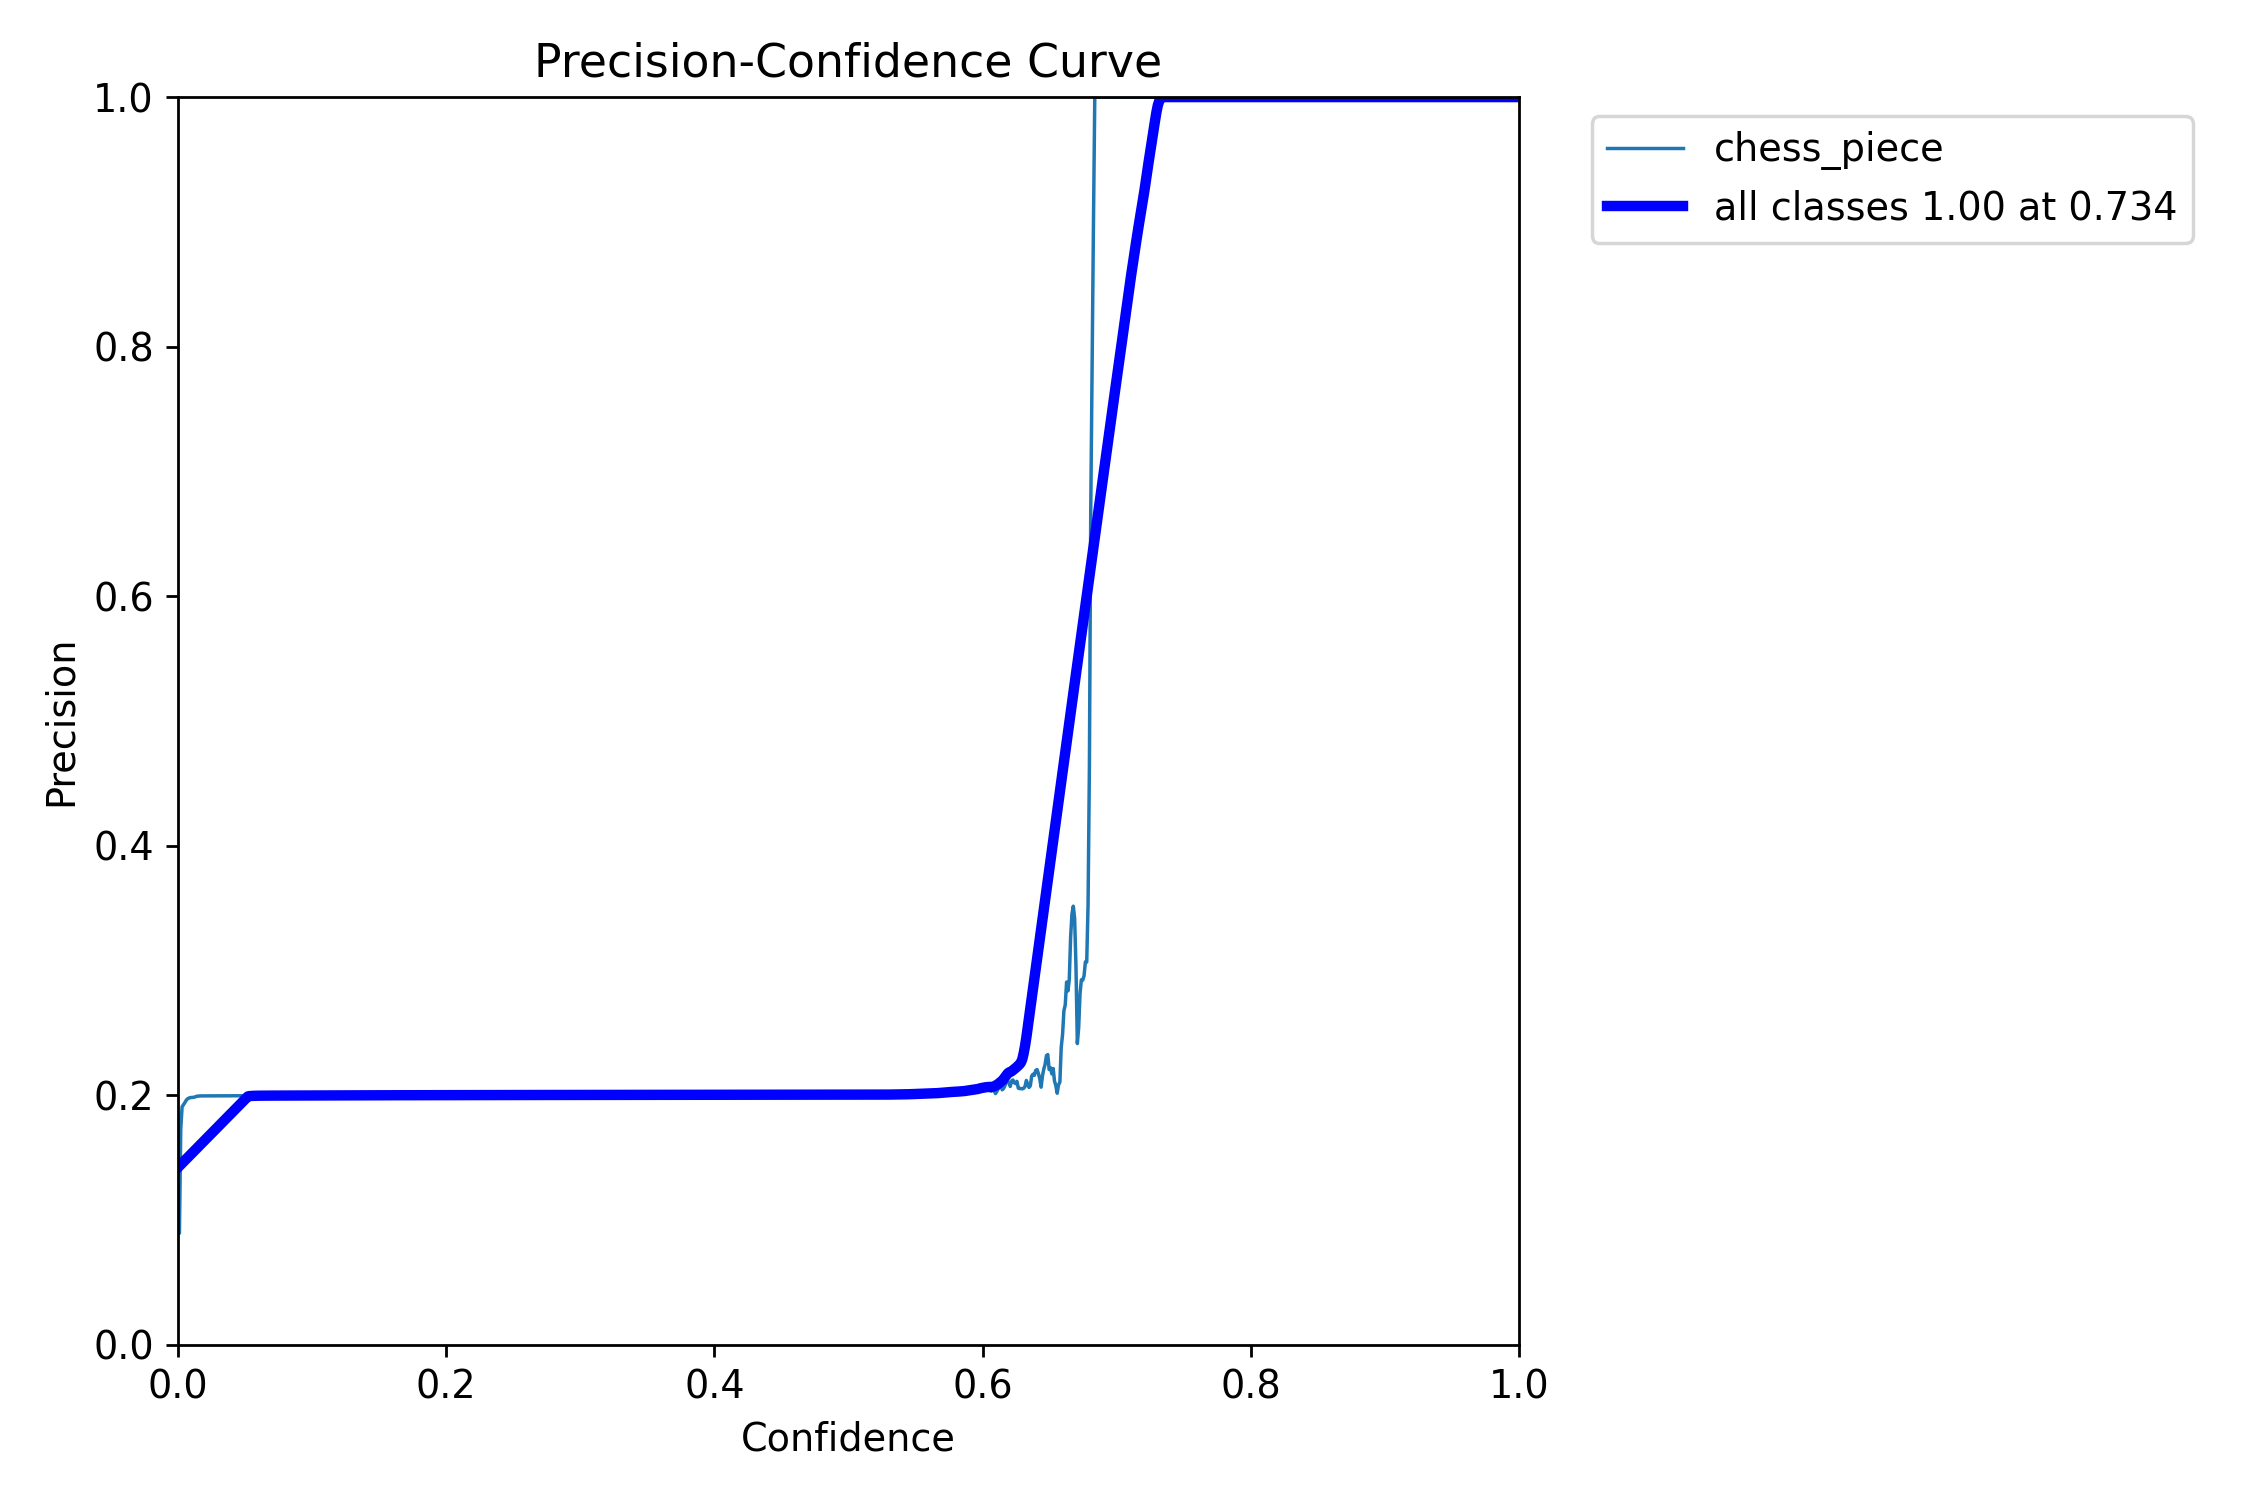 Precision-Confidence Curve
1.0
0.8
0.6
0.4
0.2
0.0
Precision
0.0 0.2 0.4 0.6 0.8 1.0
Confidence
chess_piece
all classes 1.00 at 0.734